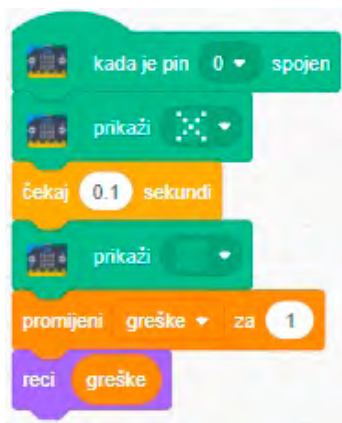 kada je pin 0 spojen
prikaži
čekaj 0.1 sekundi
prikaži
promijeni greške za 1
reci greške